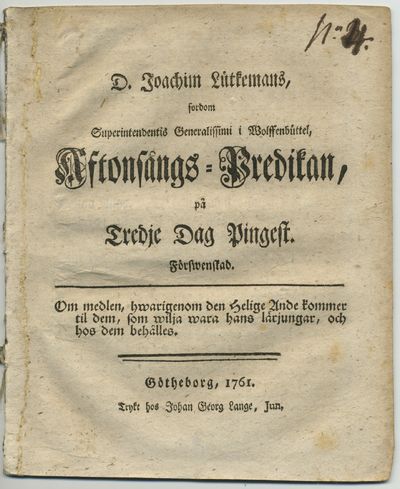 N:o 4.
D. Joachim Lütkemans,
fordom
Superintendentis Generalissimi i Wolffenbüttel,
Aftonsångs=Predikan,
på
Tredje Dag Pingest.
Förswenskad.
Om medlen, hwarigenom den Helige Ande kommer
til dem, som wilja wara hans lärjungar, och
hos dem behålles.
Götheborg, 1761.
Trykt hos Johan Georg Lange, Jun.